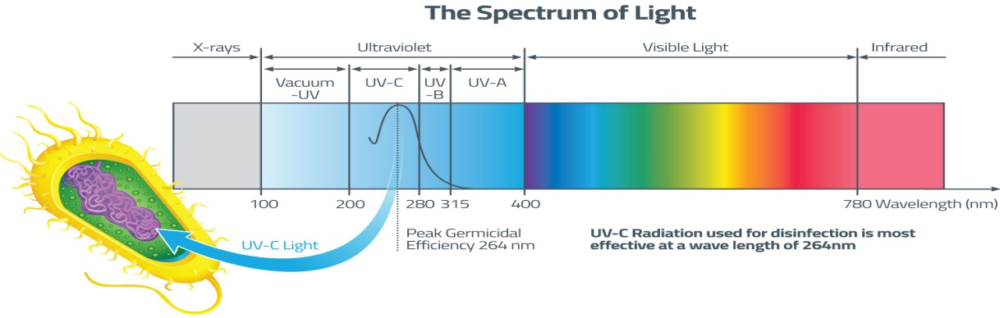 The Spectrum of Light
X-rays
Ultraviolet
Visible Light
Infrared
Vacuum
-UV
UV-C
UV
-B
UV-A
100
200
280
315
400
780
Wavelength (nm)
UV-C Light
Peak Germicidal
Efficiency 264 nm
UV-C Radiation used for disinfection is most
effective at a wave length of 264nm